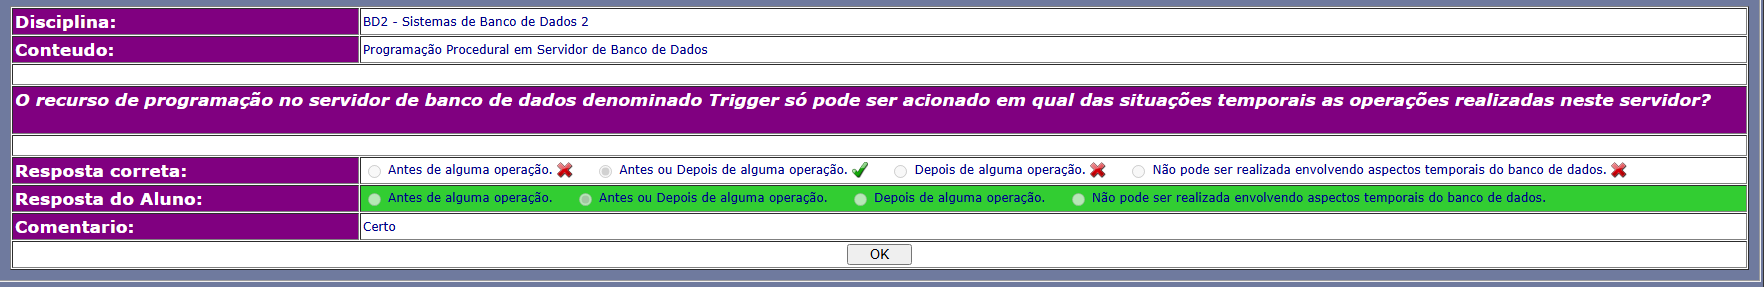 Disciplina: BD2 - Sistemas de Banco de Dados 2
Conteudo: Programação Procedural em Servidor de Banco de Dados
O recurso de programação no servidor de banco de dados denominado Trigger só pode ser acionado em qual das situações temporais as operações realizadas neste servidor?
Resposta correta: Antes de alguma operação. Antes ou Depois de alguma operação. Depois de alguma operação. Não pode ser realizada envolvendo aspectos temporais do banco de dados.
Resposta do Aluno: Antes de alguma operação. Antes ou Depois de alguma operação. Depois de alguma operação. Não pode ser realizada envolvendo aspectos temporais do banco de dados.
Comentario: Certo
OK